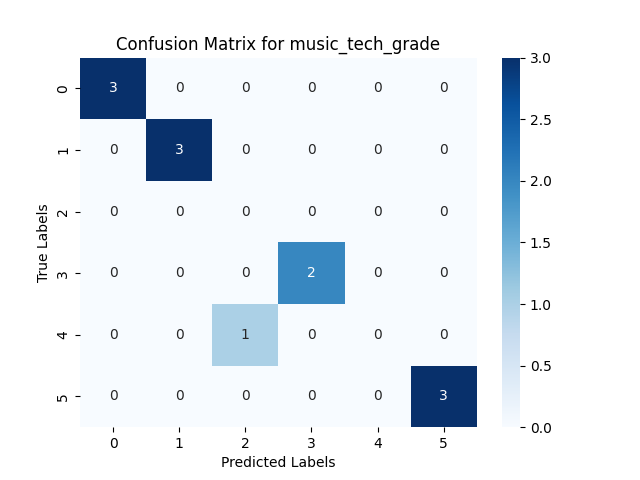 Confusion Matrix for music_tech_grade
True Labels
0 3 0 0 0 0 0
1 0 3 0 0 0 0
2 0 0 0 0 0 0
3 0 0 0 2 0 0
4 0 0 1 0 0 0
5 0 0 0 0 0 3
0 1 2 3 4 5
Predicted Labels
3.0
2.5
2.0
1.5
1.0
0.5
0.0